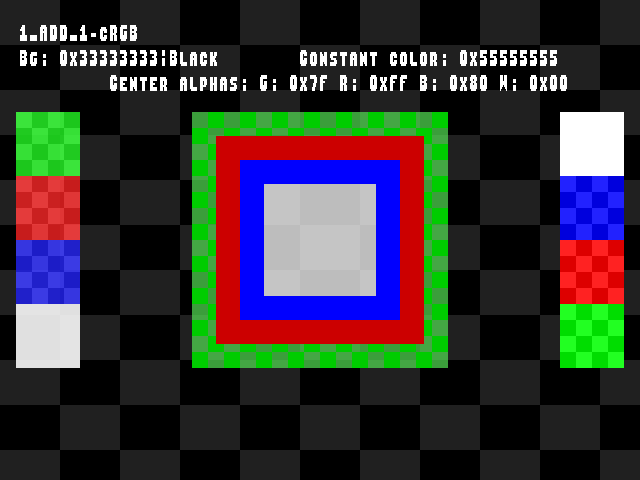 1_ADD_1-cRGB
Bg: 0x33333333¦Black Constant color: 0x55555555
Center alphas: G: 0x7f R: 0xff B: 0x80 W: 0x00